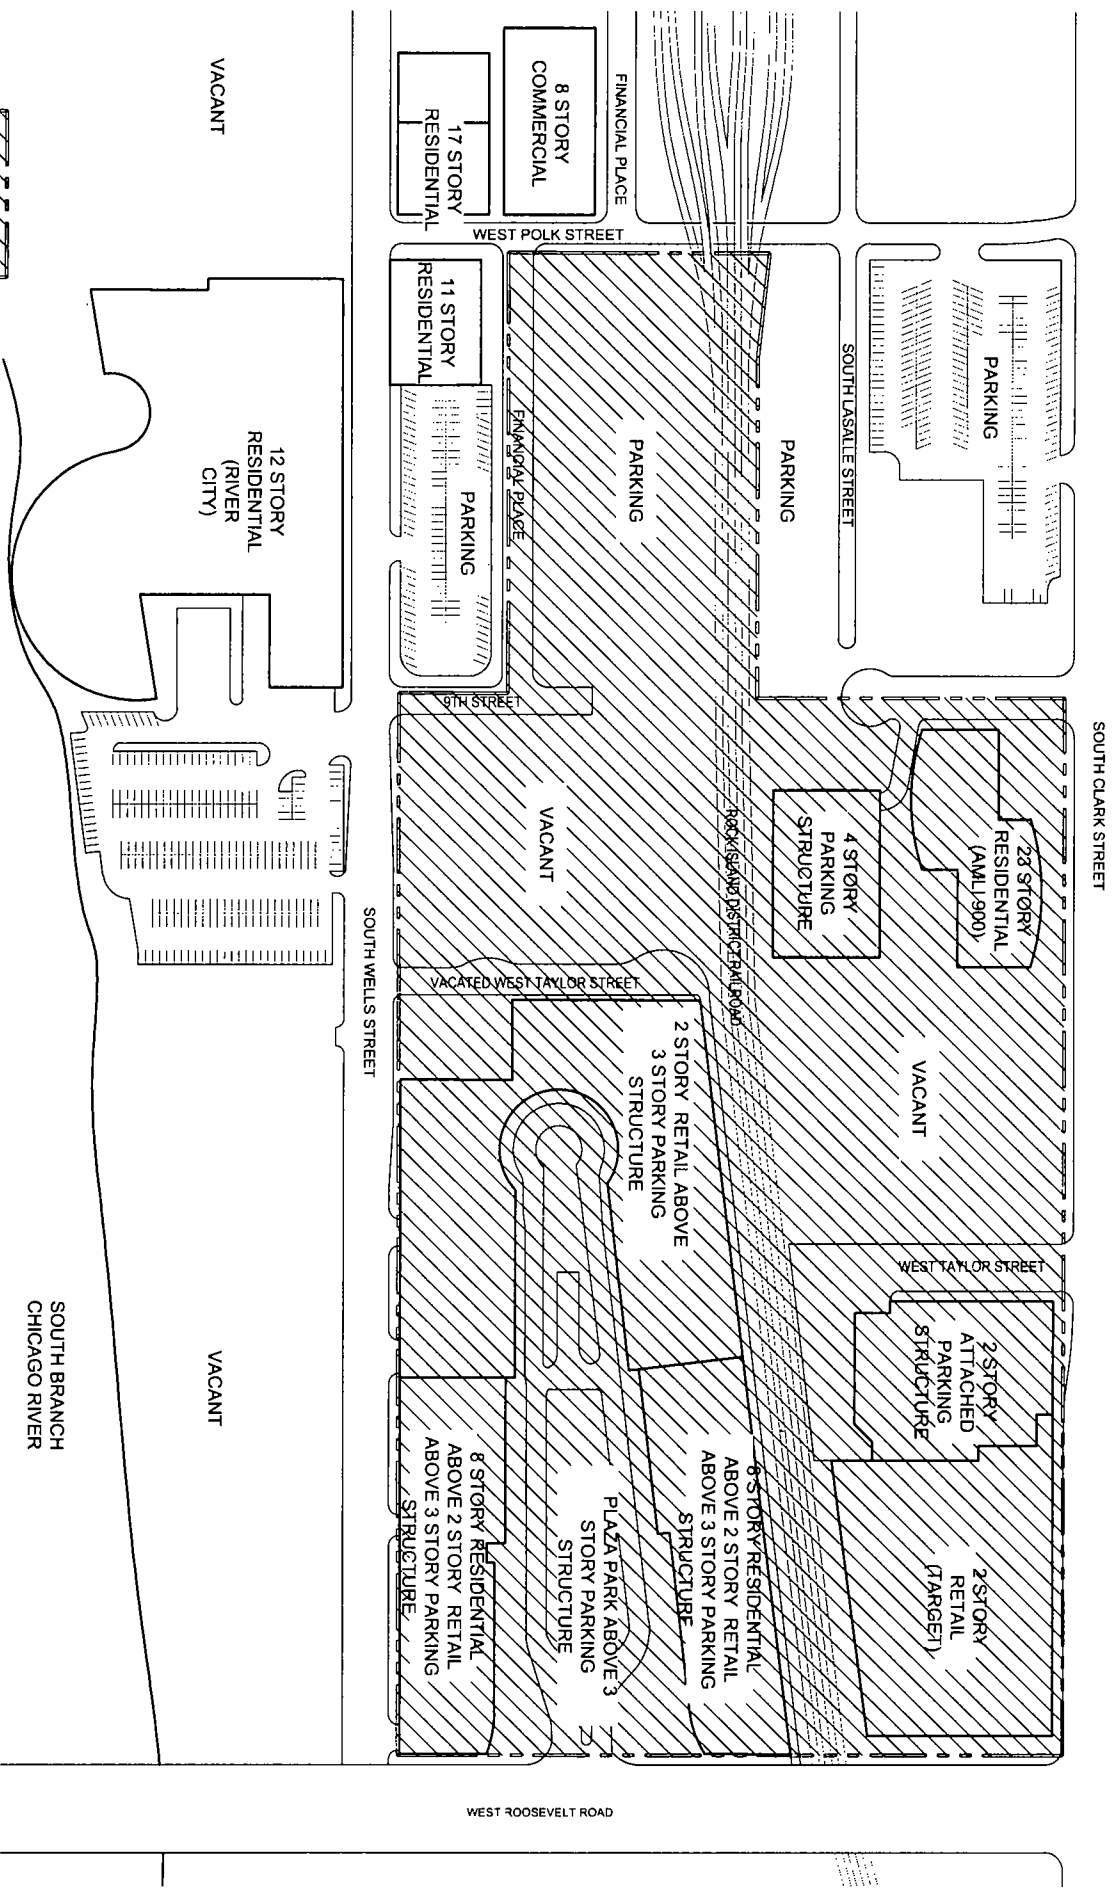 VACANT
17 STORY
RESIDENTIAL
8 STORY
COMMERCIAL
FINANCIAL PLACE
WEST POLK STREET
11 STORY
RESIDENTIAL
FINANCIAL PLACE
PARKING
PARKING
PARKING
SOUTH LASALLE STREET
PARKING
12 STORY
RESIDENTIAL
(RIVER
CITY)
9TH STREET
SOUTH CLARK STREET
VACANT
ROCK ISLAND DISTRICT RAILROAD
4 STORY
PARKING
STRUCTURE
23 STORY
RESIDENTIAL
(AMLI 900)
SOUTH WELLS STREET
VACATED WEST TAYLOR STREET
2 STORY RETAIL ABOVE
3 STORY PARKING
STRUCTURE
VACANT
WEST TAYLOR STREET
2 STORY
ATTACHED
PARKING
STRUCTURE
SOUTH BRANCH
CHICAGO RIVER
VACANT
8 STORY RESIDENTIAL
ABOVE 2 STORY RETAIL
ABOVE 3 STORY PARKING
STRUCTURE
PLAZA PARK ABOVE 3
STORY PARKING
STRUCTURE
8 STORY RESIDENTIAL
ABOVE 2 STORY RETAIL
ABOVE 3 STORY PARKING
STRUCTURE
2 STORY
RETAIL
(TARGET)
WEST ROOSEVELT ROAD